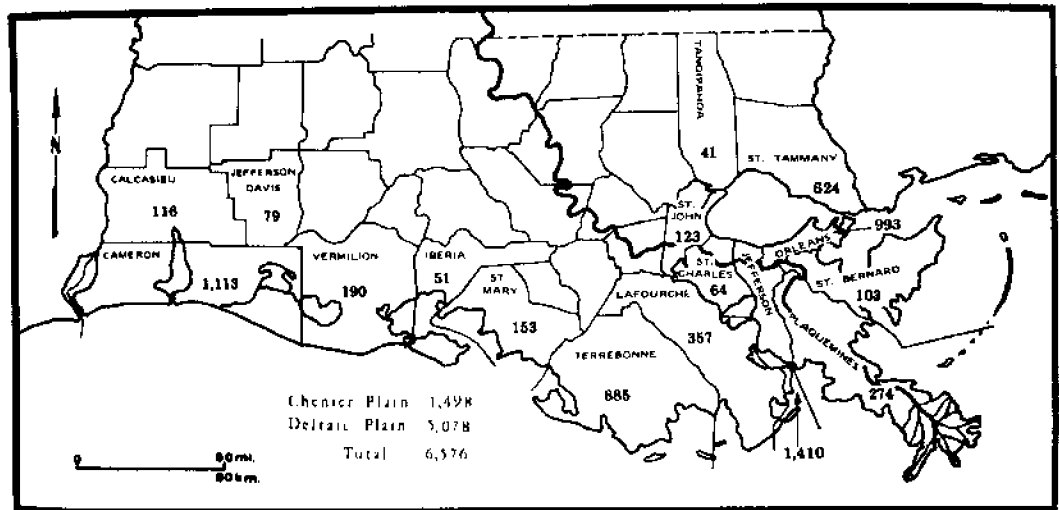 TANGIPAHOA
41
ST. TAMMANY
624
993
CALCASIEU
116
JEFFERSON
DAVIS
79
ST.
JOHN
123
ORLEANS
CAMERON
1,113
VERMILION
190
IBERIA
51
ST
MARY
153
ST.
CHARLES
64
JEFFERSON
ST. BERNARD
103
LAFOURCHE
357
PLAQUEMINES
274
TERREBONNE
885
1,410
N
Chenier Plain 1,498
Deltaic Plain 5,078
Total 6,576
0
mi.
80 km.